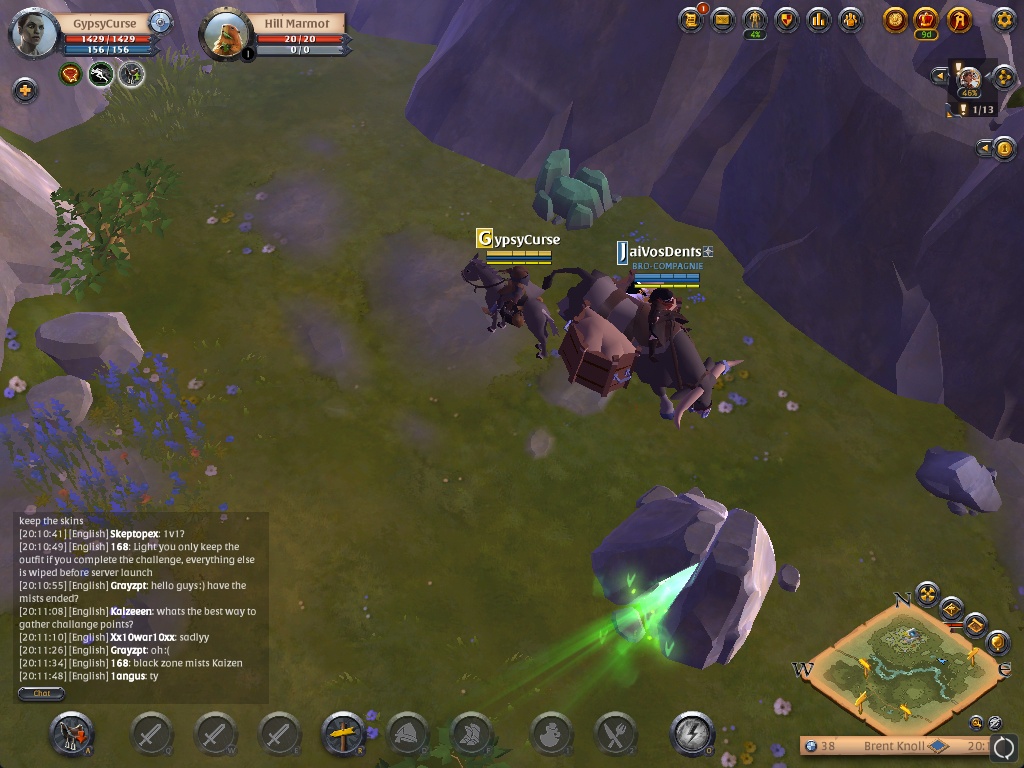 GypsyCurse
1429 / 1429
156 / 156
Hill Marmot
20 / 20
0 / 0
1
1
4%
9d
46%
1/13
GypsyCurse
JaiVosDents
BRO-COMPAGNIE
keep the skins
[20:10:41] [English] Skeptopex: 1v1?
[20:10:49] [English] 168: Light you only keep the
outfit if you complete the challenge, everything else
is wiped before server launch
[20:10:55] [English] Grayzpt: hello guys:) have the
mists ended?
[20:11:08] [English] Kaizeeen: whats the best way to
gather challange points?
[20:11:10] [English] Xx10war10xx: sadlyy
[20:11:26] [English] Grayzpt: oh:(
[20:11:34] [English] 168: black zone mists Kaizen
[20:11:48] [English] 1angus: ty
Chat
N
W
E
A
Q
W
E
R
38
Brent Knoll
20: